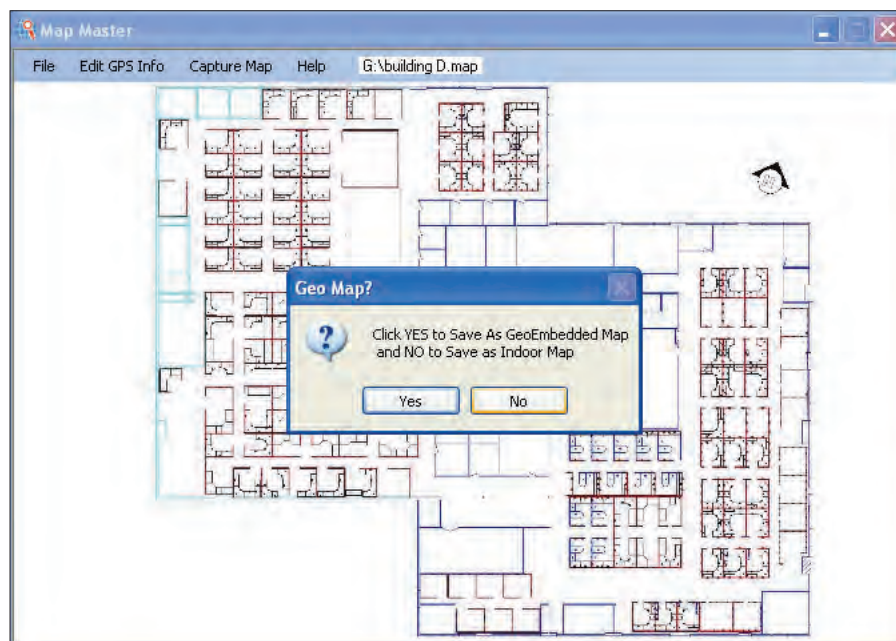 Map Master
File Edit GPS Info Capture Map Help G:\building D.map
Geo Map?
Click YES to Save As GeoEmbedded Map
and NO to Save as Indoor Map
Yes No